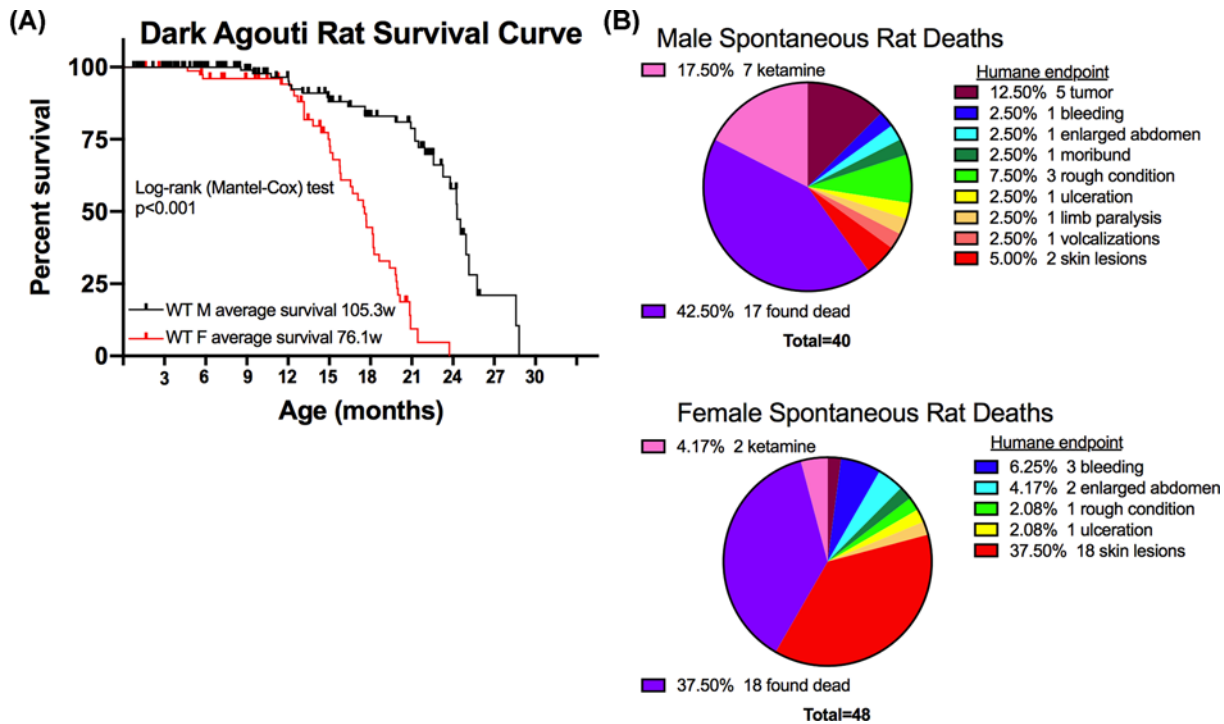 (A)
Dark Agouti Rat Survival Curve
100
75
50
25
0
Percent survival
Log-rank (Mantel-Cox) test
p<0.001
WT M average survival 105.3w
WT F average survival 76.1w
3 6 9 12 15 18 21 24 27 30
Age (months)
(B)
Male Spontaneous Rat Deaths
17.50% 7 ketamine
Humane endpoint
12.50% 5 tumor
2.50% 1 bleeding
2.50% 1 enlarged abdomen
2.50% 1 moribund
7.50% 3 rough condition
2.50% 1 ulceration
2.50% 1 limb paralysis
2.50% 1 volcalizations
5.00% 2 skin lesions
42.50% 17 found dead
Total=40
Female Spontaneous Rat Deaths
4.17% 2 ketamine
Humane endpoint
6.25% 3 bleeding
4.17% 2 enlarged abdomen
2.08% 1 rough condition
2.08% 1 ulceration
37.50% 18 skin lesions
37.50% 18 found dead
Total=48